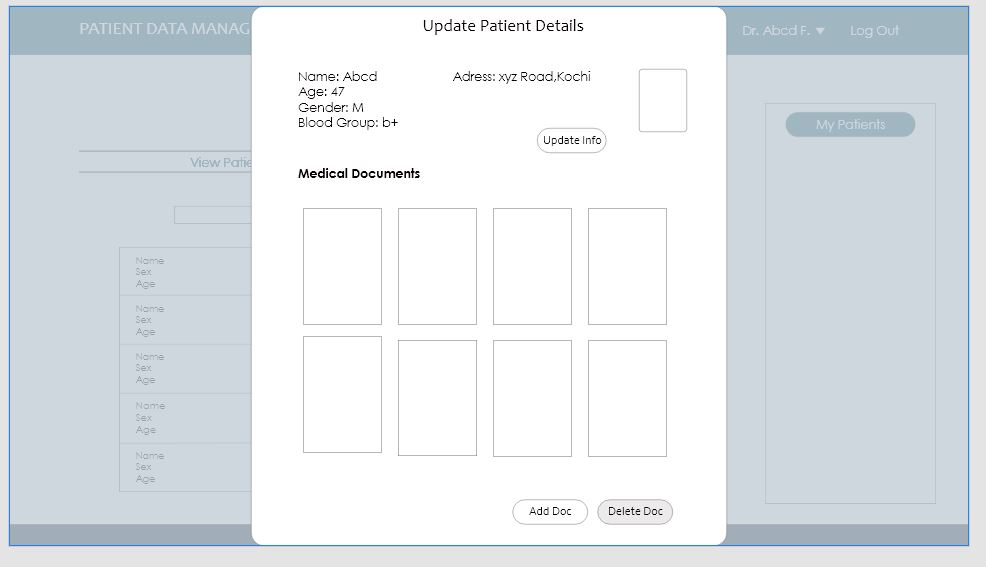 PATIENT DATA MANAG
Dr. Abcd F. ▼
Log Out
Update Patient Details
Name: Abcd
Age: 47
Gender: M
Blood Group: b+
Adress: xyz Road,Kochi
Update Info
Medical Documents
Add Doc
Delete Doc
View Patie
Name
Sex
Age
Name
Sex
Age
Name
Sex
Age
Name
Sex
Age
Name
Sex
Age
My Patients